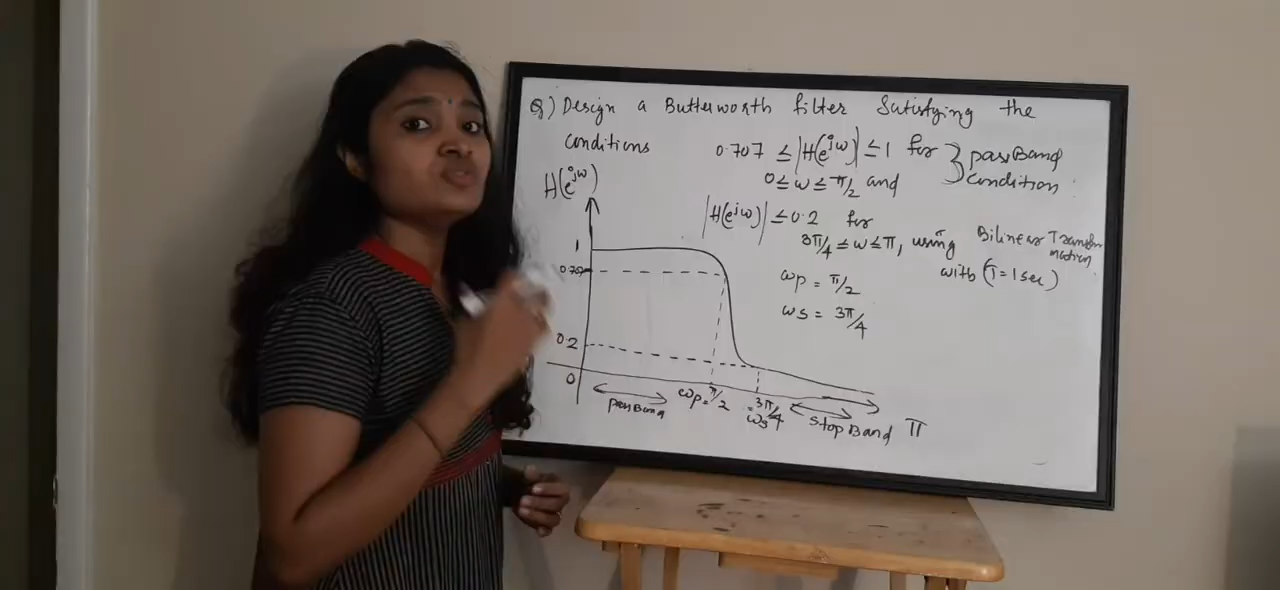 Q) Design a Butterworth filter Satisfying the
conditions 0.707 ≤ |H(e^jω)| ≤ 1 for } passBand
0 ≤ ω ≤ π/2 and condition
H(e^jω)
|H(e^jω)| ≤ 0.2 for
3π/4 ≤ ω ≤ π, using Bilinear Transfor
mation
with (T = 1 sec)
1
0.707
ωp = π/2
ωs = 3π/4
0.2
0
passBand
ωp = π/2
3π/4
= ωs
Stop Band
π